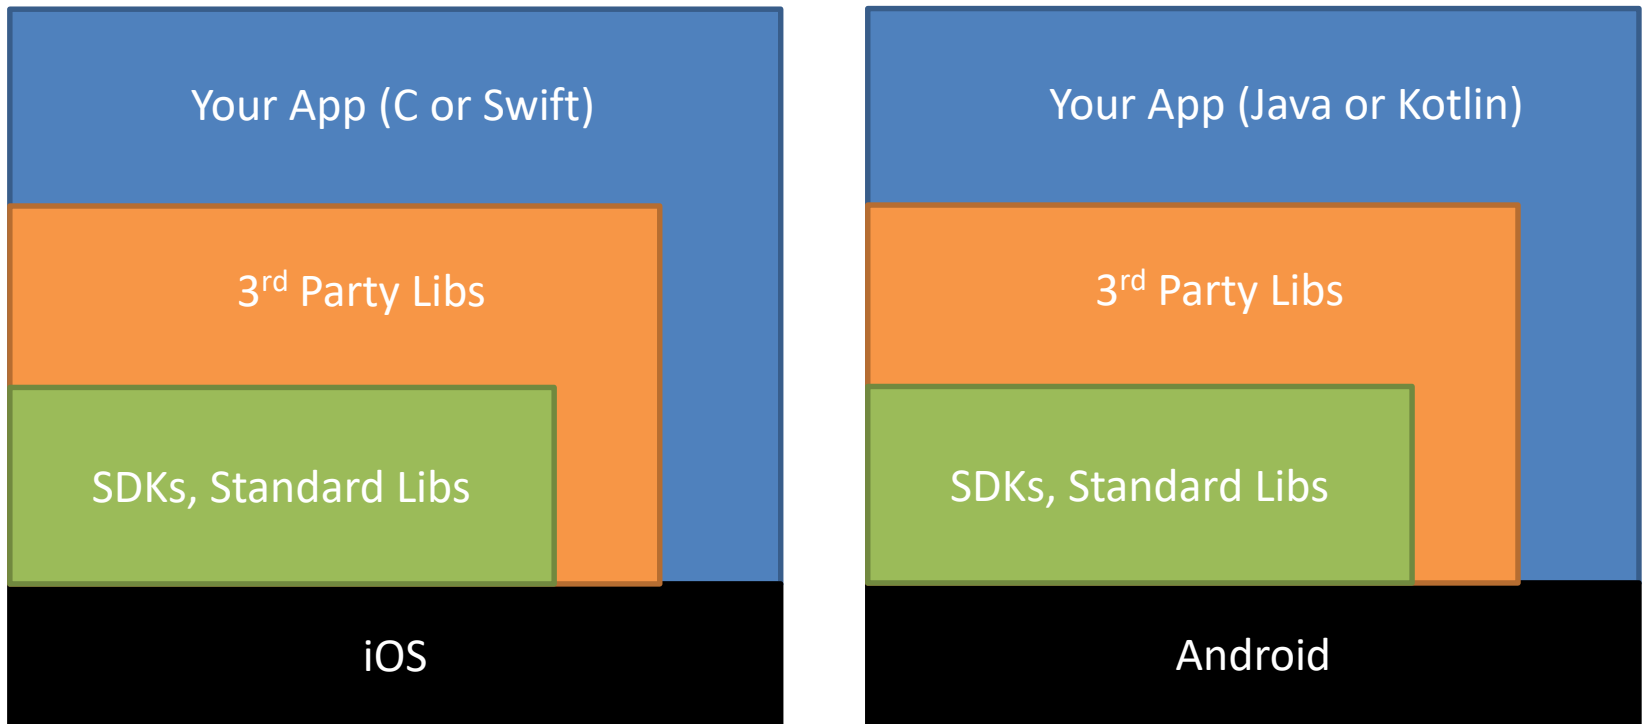 Your App (C or Swift)
3rd Party Libs
SDKs, Standard Libs
iOS
Your App (Java or Kotlin)
3rd Party Libs
SDKs, Standard Libs
Android